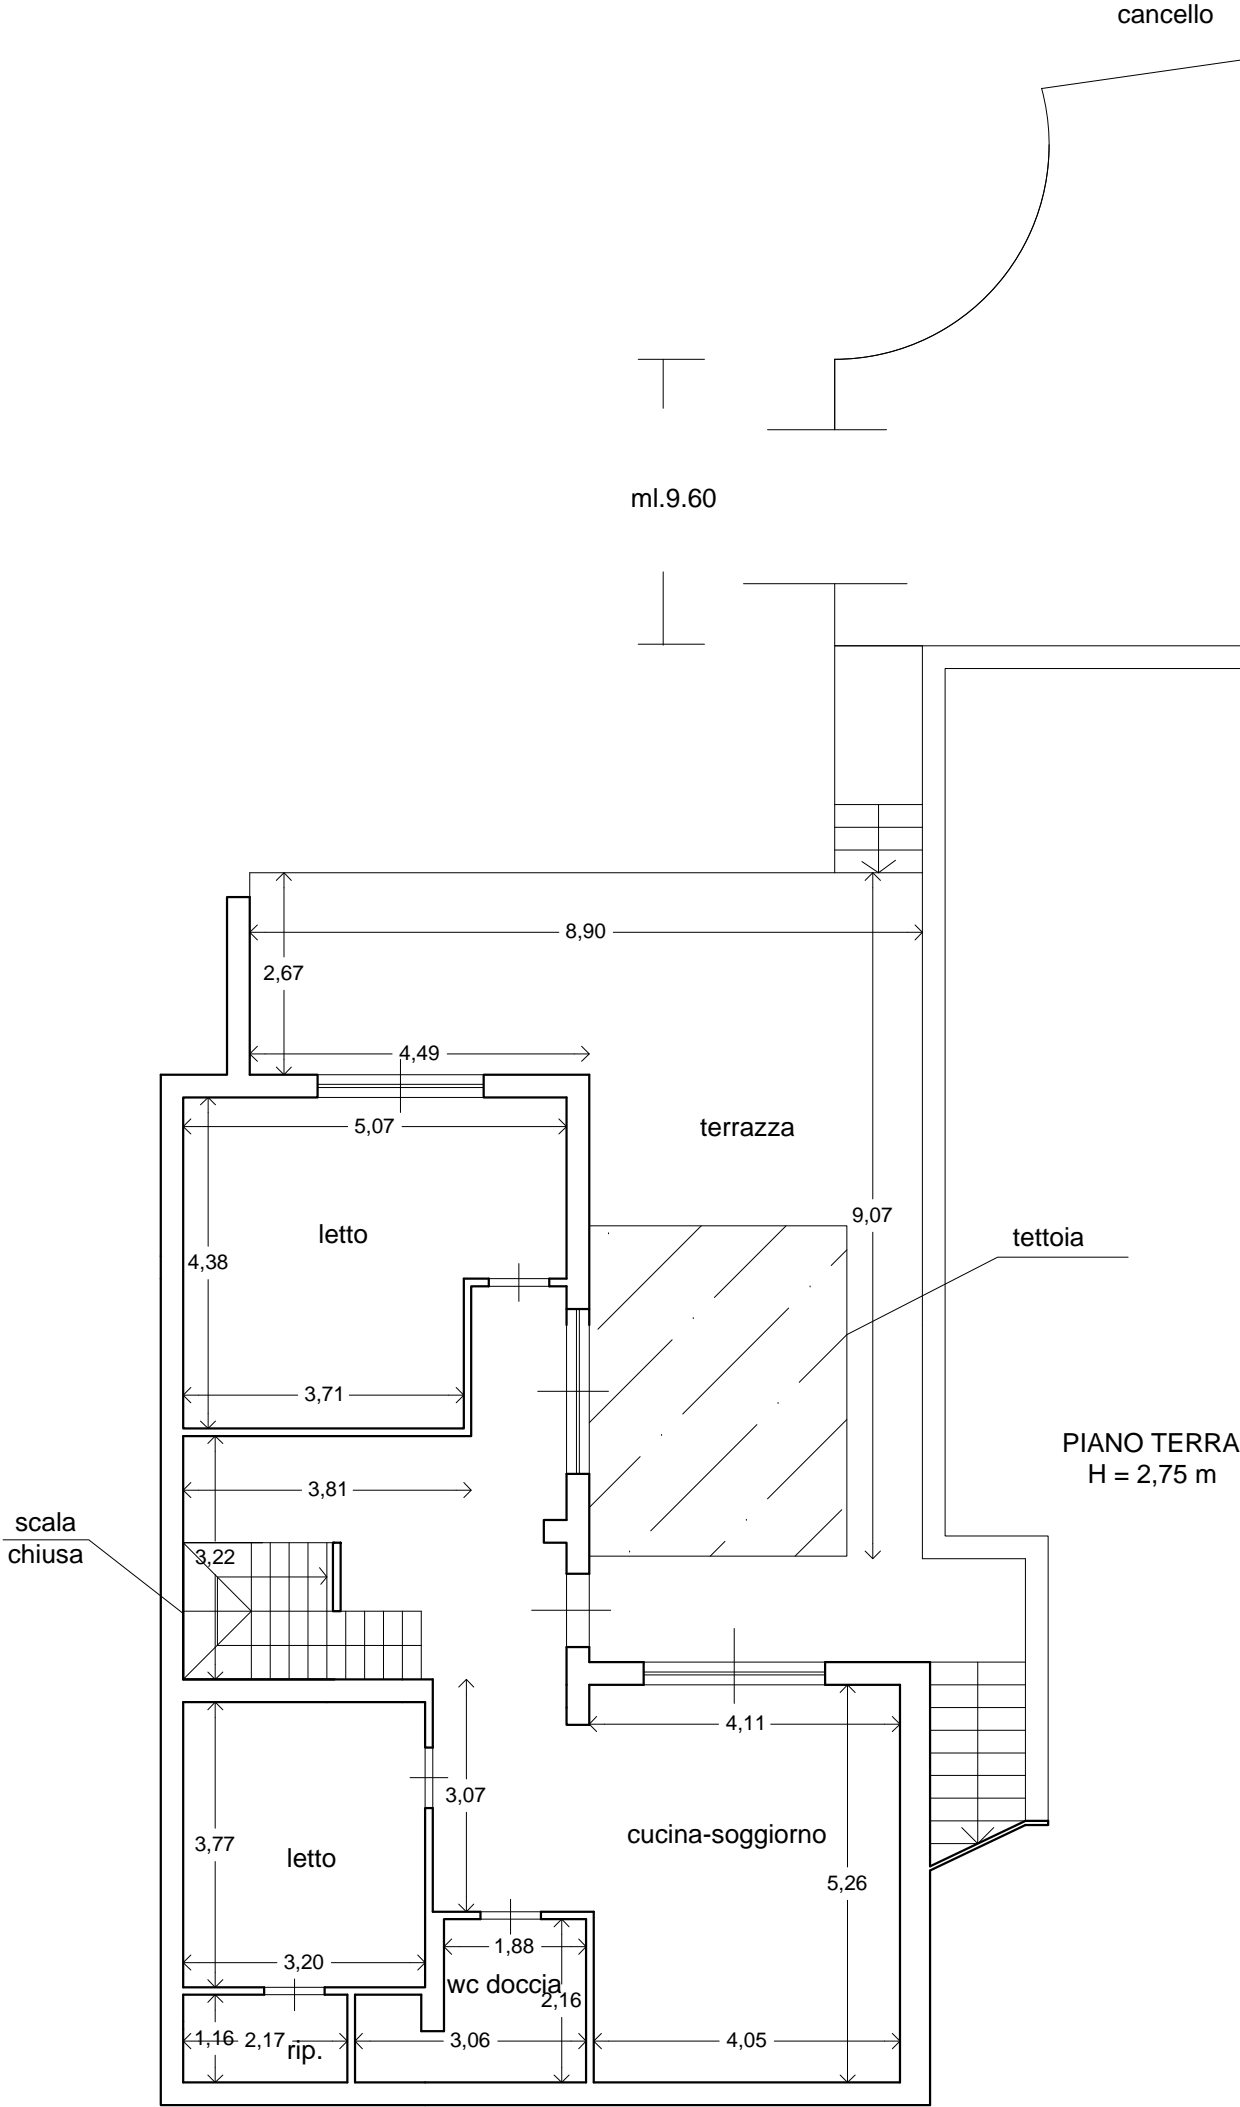 cancello
ml.9.60
8,90
2,67
4,49
5,07
terrazza
9,07
letto
tettoia
4,38
3,71
PIANO TERRA
H = 2,75 m
3,81
scala
chiusa
3,22
4,11
3,07
cucina-soggiorno
3,77
letto
5,26
3,20
1,88
wc doccia
2,16
1,16
2,17
rip.
3,06
4,05